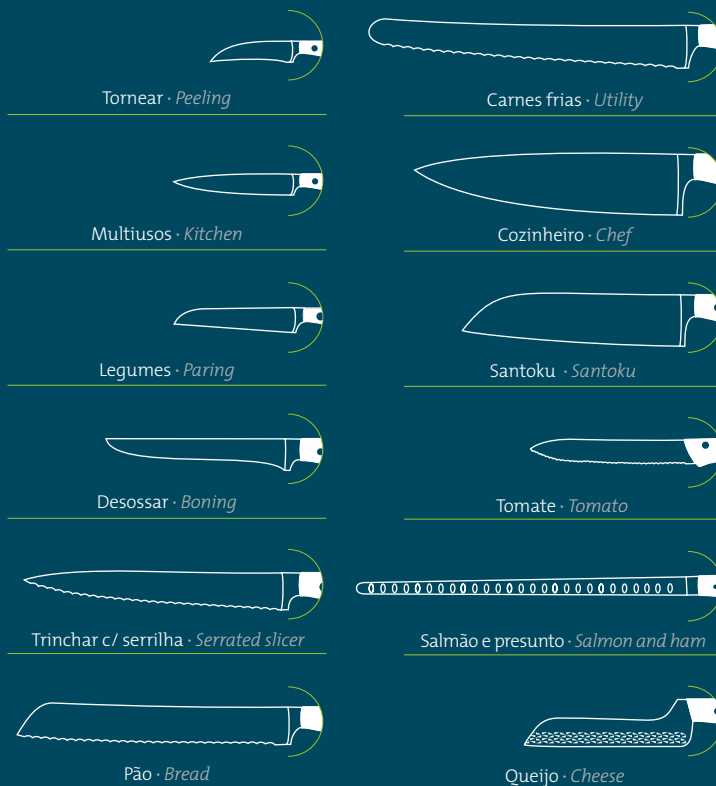 Tornear · Peeling
Carnes frias · Utility
Multiusos · Kitchen
Cozinheiro · Chef
Legumes · Paring
Santoku · Santoku
Desossar · Boning
Tomate · Tomato
Trinchar c/ serrilha · Serrated slicer
Salmão e presunto · Salmon and ham
Pão · Bread
Queijo · Cheese